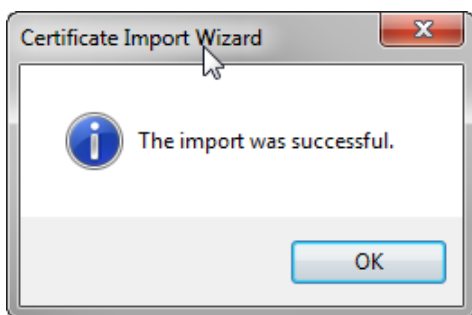 Certificate Import Wizard
The import was successful.
OK